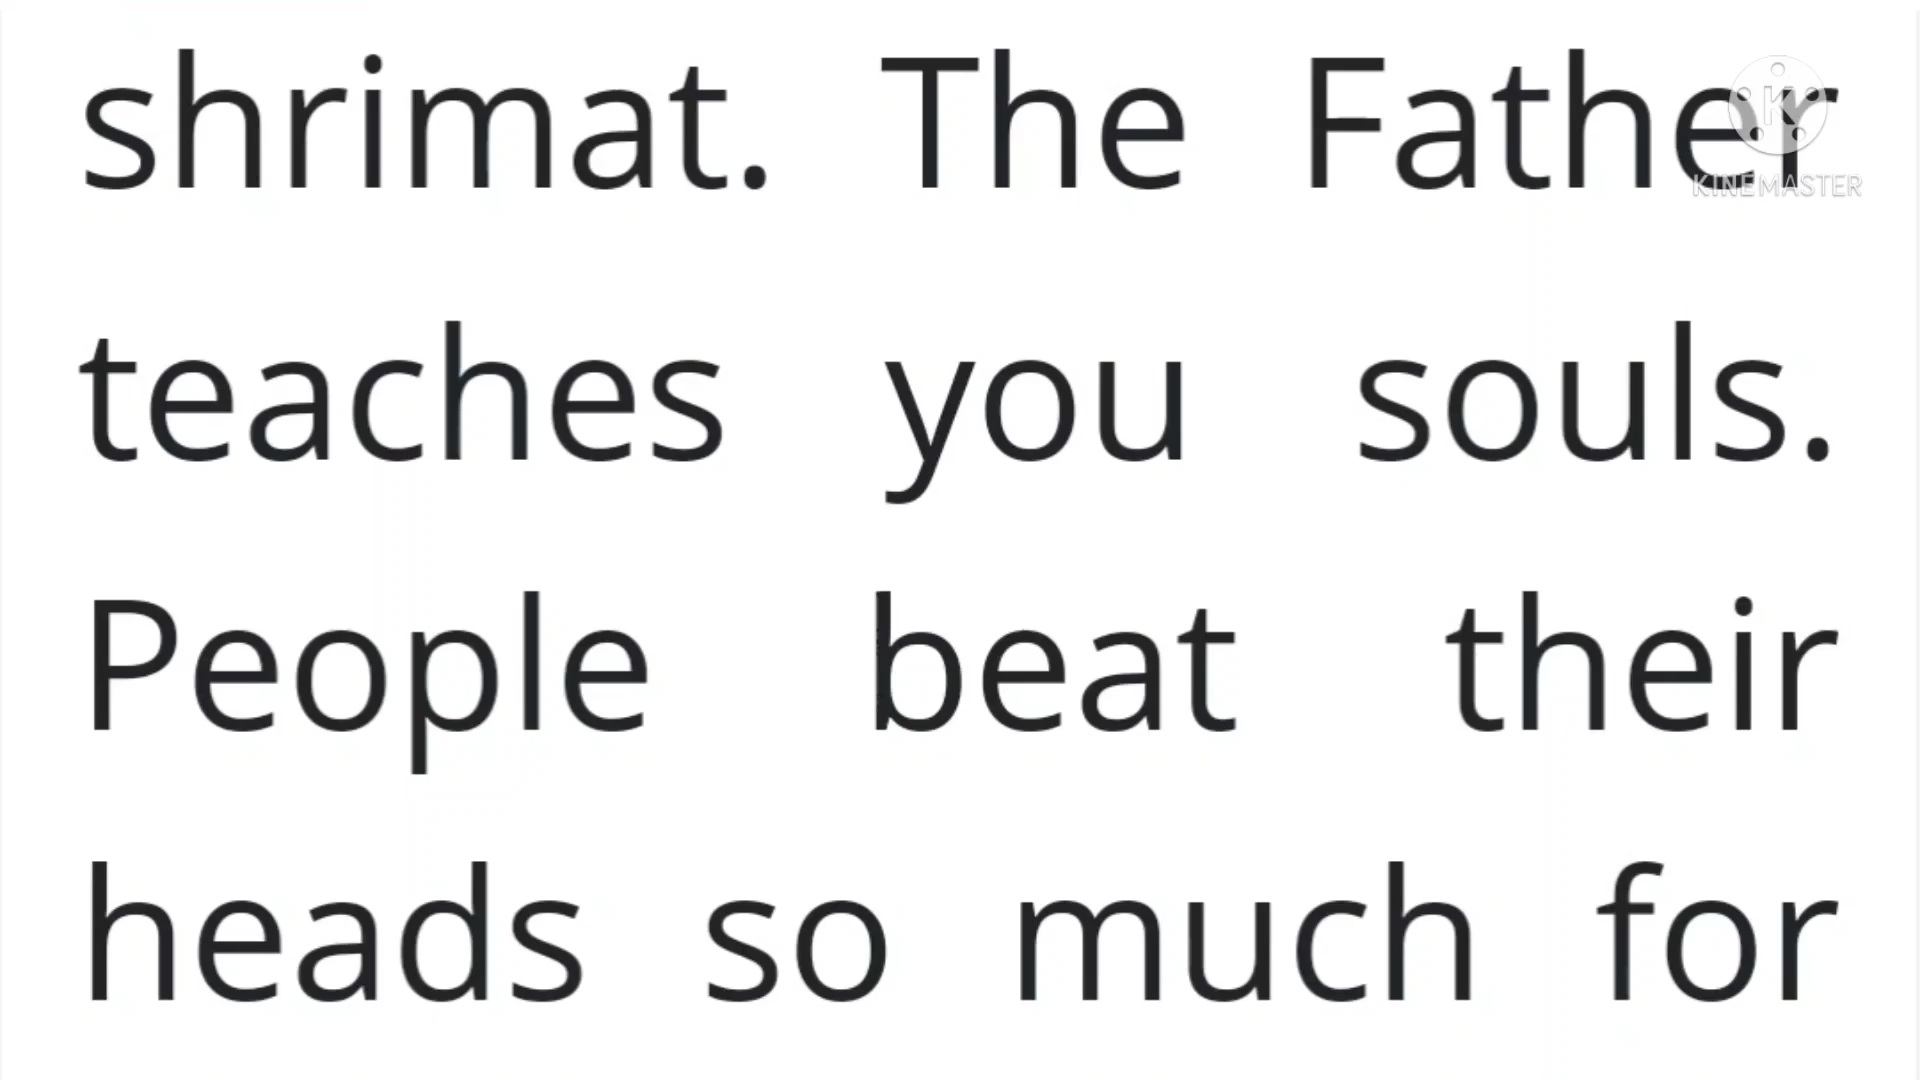 shrimat. The Father
KINEMASTER
teaches you souls.
People beat their
heads so much for